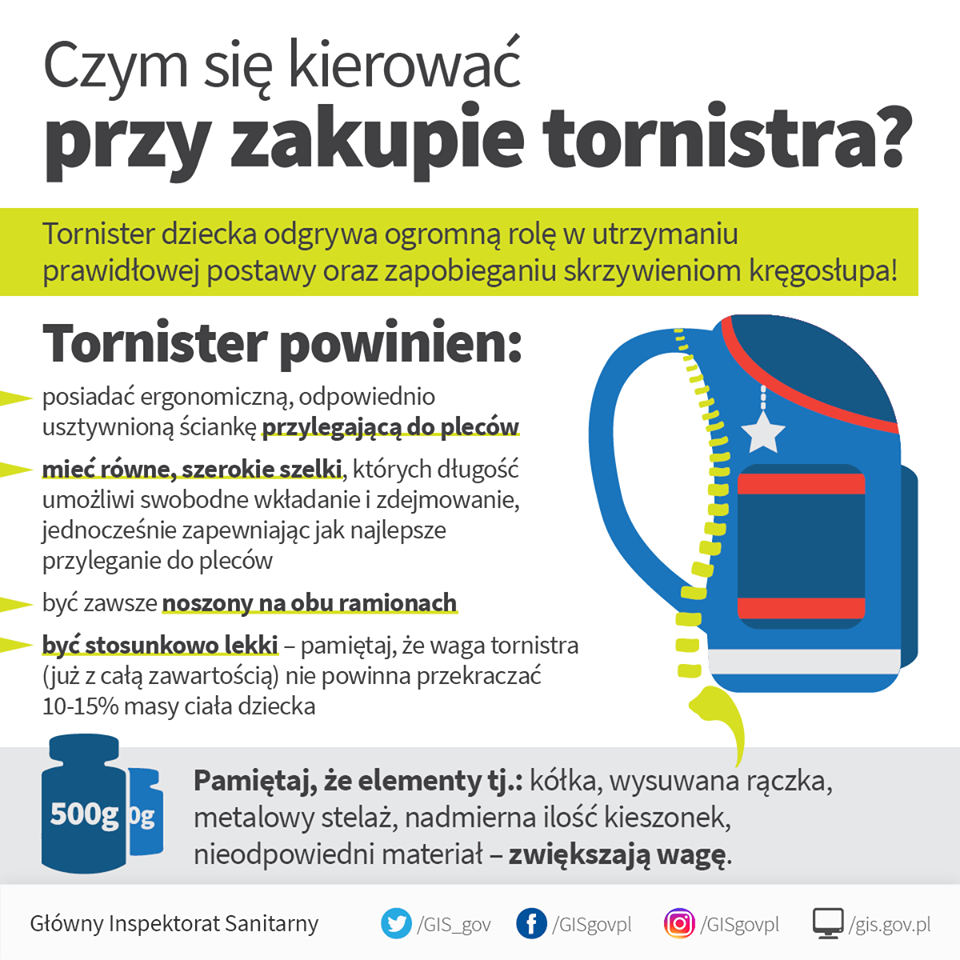 Czym się kierować
przy zakupie tornistra?
Tornister dziecka odgrywa ogromną rolę w utrzymaniu
prawidłowej postawy oraz zapobieganiu skrzywieniom kręgosłupa!
Tornister powinien:
posiadać ergonomiczną, odpowiednio
usztywnioną ściankę przylegającą do pleców
mieć równe, szerokie szelki, których długość
umożliwi swobodne wkładanie i zdejmowanie,
jednocześnie zapewniając jak najlepsze
przyleganie do pleców
być zawsze noszony na obu ramionach
być stosunkowo lekki – pamiętaj, że waga tornistra
(już z całą zawartością) nie powinna przekraczać
10-15% masy ciała dziecka
500g 0g
Pamiętaj, że elementy tj.: kółka, wysuwana rączka,
metalowy stelaż, nadmierna ilość kieszonek,
nieodpowiedni materiał – zwiększają wagę.
Główny Inspektorat Sanitarny /GIS_gov /GISgovpl /GISgovpl /gis.gov.pl